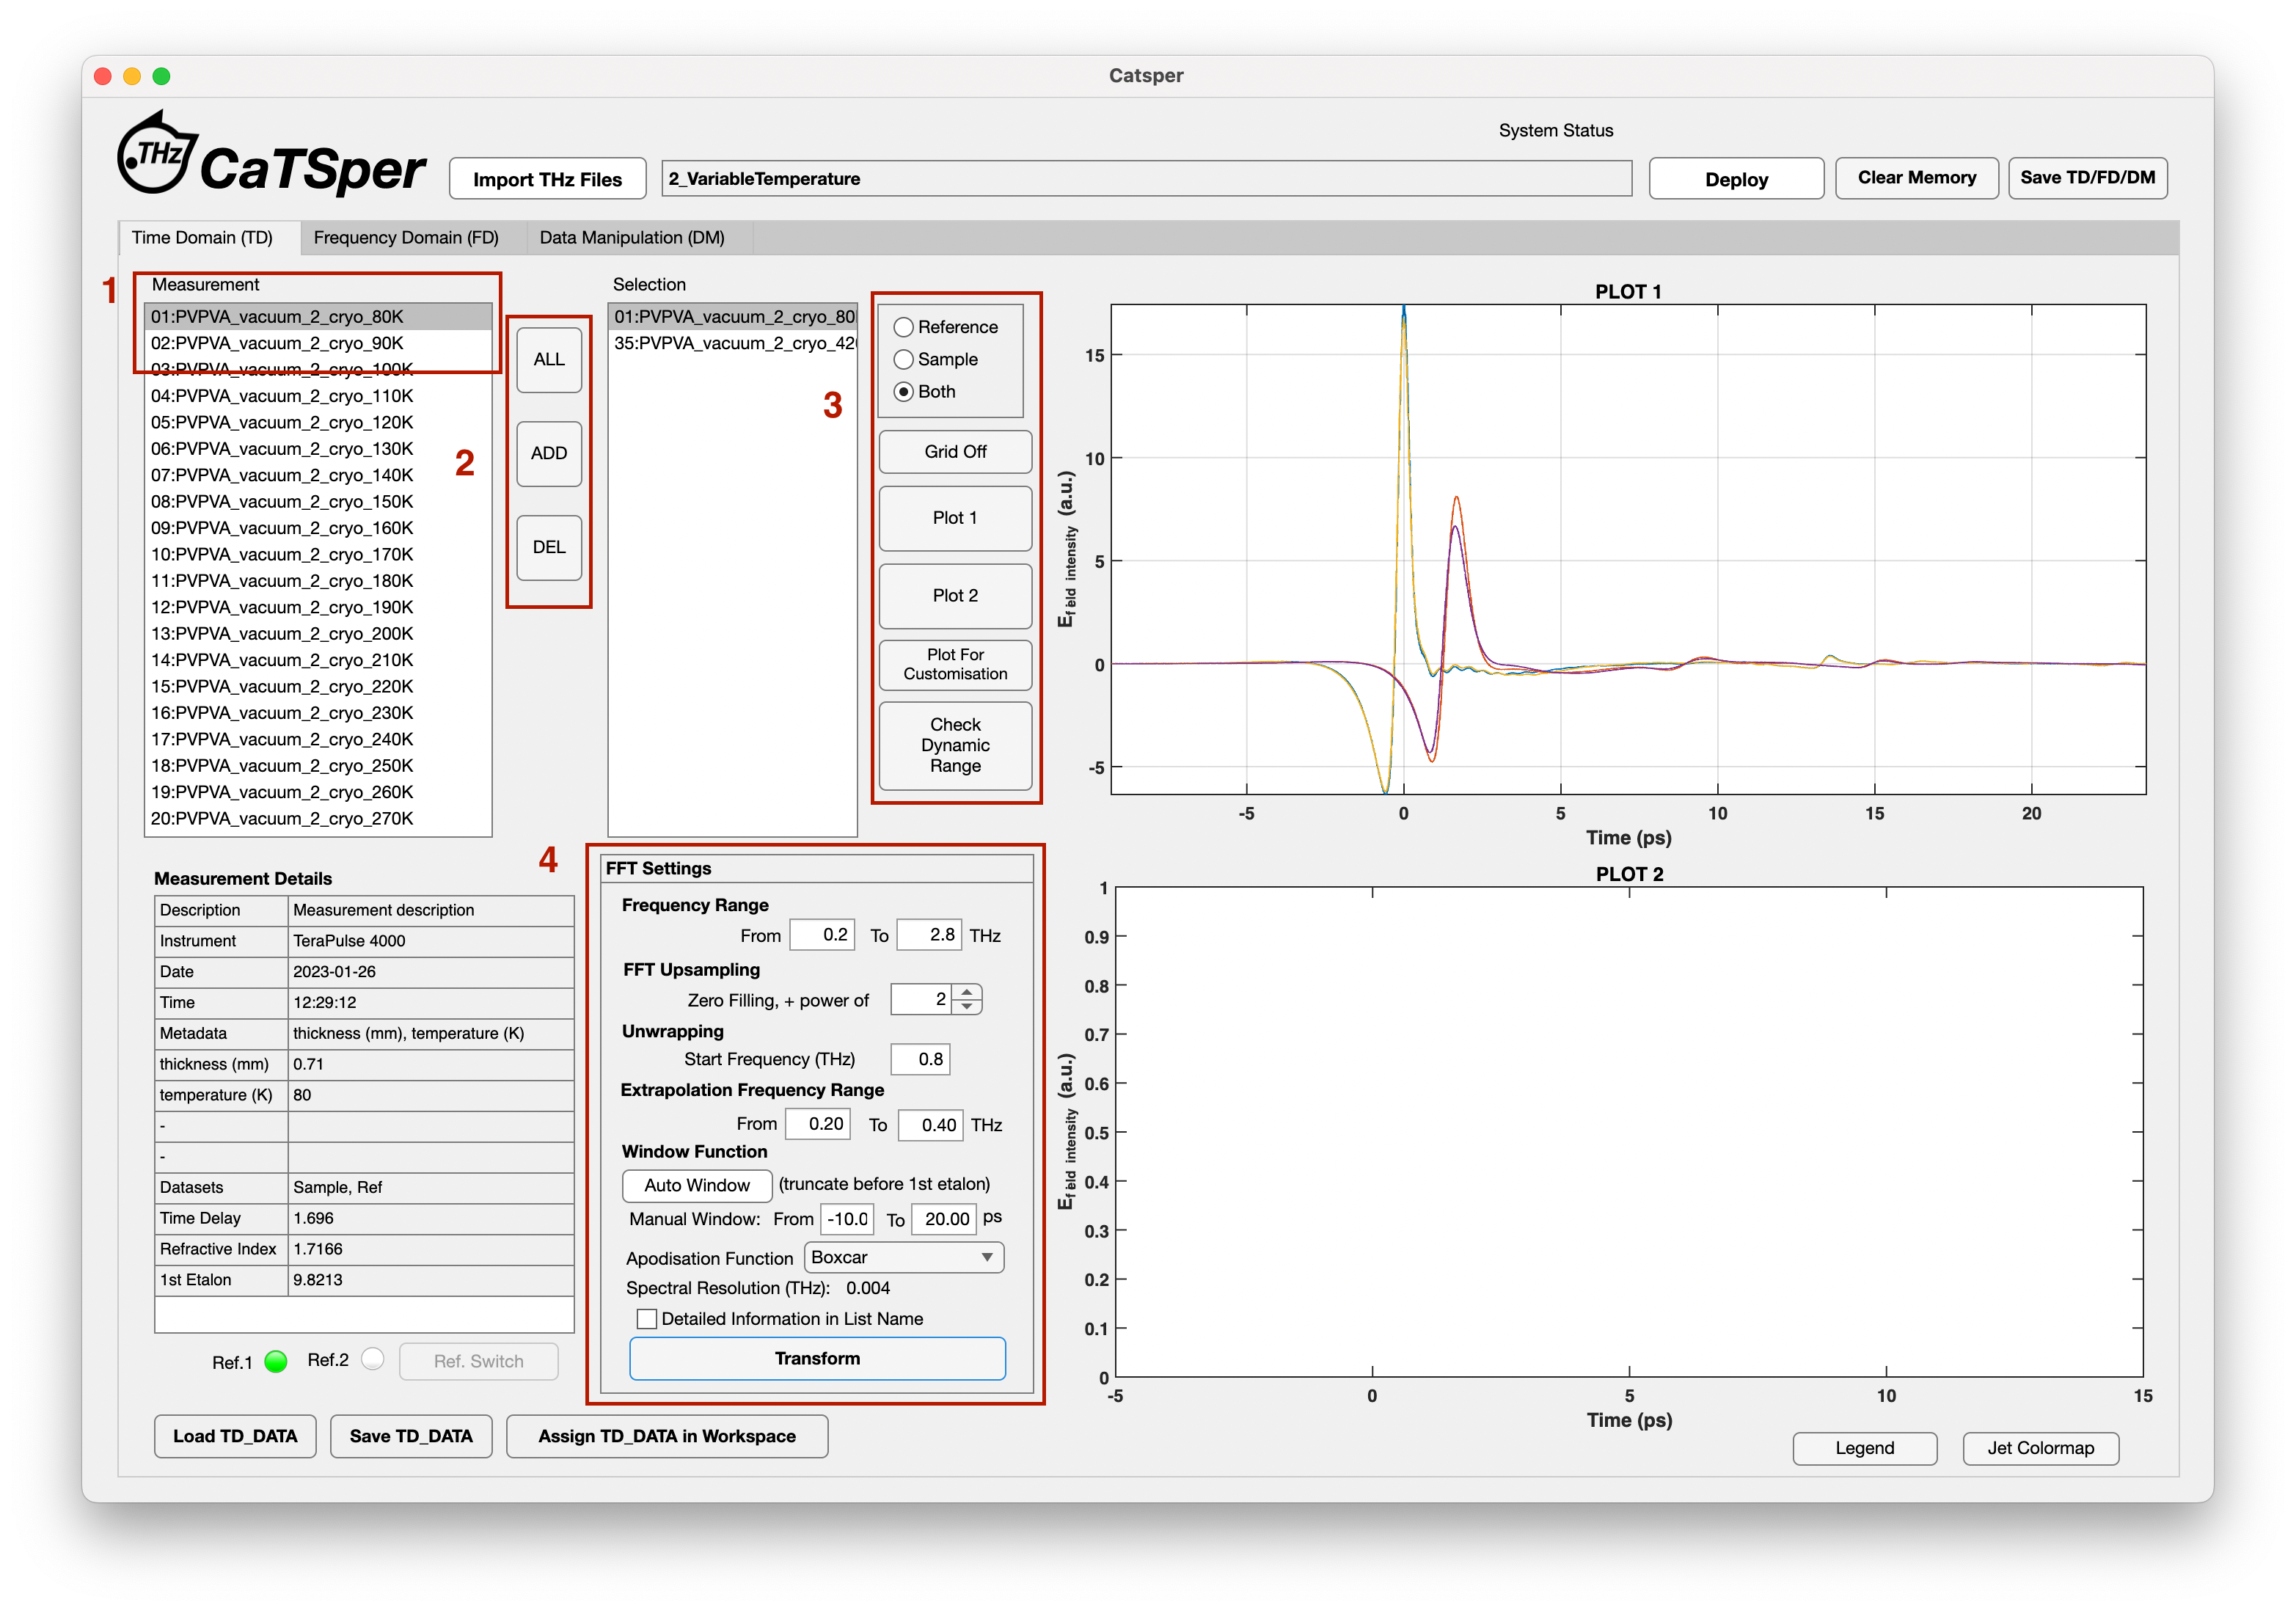 Catsper
THz
CaTSper
Import THz Files
2_VariableTemperature
System Status
Deploy
Clear Memory
Save TD/FD/DM
Time Domain (TD)
Frequency Domain (FD)
Data Manipulation (DM)
1
Measurement
01:PVPVA_vacuum_2_cryo_80K
02:PVPVA_vacuum_2_cryo_90K
03:PVPVA_vacuum_2_cryo_100K
04:PVPVA_vacuum_2_cryo_110K
05:PVPVA_vacuum_2_cryo_120K
06:PVPVA_vacuum_2_cryo_130K
07:PVPVA_vacuum_2_cryo_140K
08:PVPVA_vacuum_2_cryo_150K
09:PVPVA_vacuum_2_cryo_160K
10:PVPVA_vacuum_2_cryo_170K
11:PVPVA_vacuum_2_cryo_180K
12:PVPVA_vacuum_2_cryo_190K
13:PVPVA_vacuum_2_cryo_200K
14:PVPVA_vacuum_2_cryo_210K
15:PVPVA_vacuum_2_cryo_220K
16:PVPVA_vacuum_2_cryo_230K
17:PVPVA_vacuum_2_cryo_240K
18:PVPVA_vacuum_2_cryo_250K
19:PVPVA_vacuum_2_cryo_260K
20:PVPVA_vacuum_2_cryo_270K
2
ALL
ADD
DEL
Selection
01:PVPVA_vacuum_2_cryo_80
35:PVPVA_vacuum_2_cryo_42
3
Reference
Sample
Both
Grid Off
Plot 1
Plot 2
Plot For
Customisation
Check
Dynamic
Range
PLOT 1
15
10
5
0
-5
E field intensity (a.u.)
-5 0 5 10 15 20
Time (ps)
Measurement Details
Description Measurement description
Instrument TeraPulse 4000
Date 2023-01-26
Time 12:29:12
Metadata thickness (mm), temperature (K)
thickness (mm) 0.71
temperature (K) 80
-
-
Datasets Sample, Ref
Time Delay 1.696
Refractive Index 1.7166
1st Etalon 9.8213
Ref.1
Ref.2
Ref. Switch
4
FFT Settings
Frequency Range
From 0.2 To 2.8 THz
FFT Upsampling
Zero Filling, + power of 2
Unwrapping
Start Frequency (THz) 0.8
Extrapolation Frequency Range
From 0.20 To 0.40 THz
Window Function
Auto Window (truncate before 1st etalon)
Manual Window: From -10.0 To 20.00 ps
Apodisation Function Boxcar
Spectral Resolution (THz): 0.004
Detailed Information in List Name
Transform
PLOT 2
1
0.9
0.8
0.7
0.6
0.5
0.4
0.3
0.2
0.1
0
E field intensity (a.u.)
-5 0 5 10 15
Time (ps)
Load TD_DATA
Save TD_DATA
Assign TD_DATA in Workspace
Legend
Jet Colormap